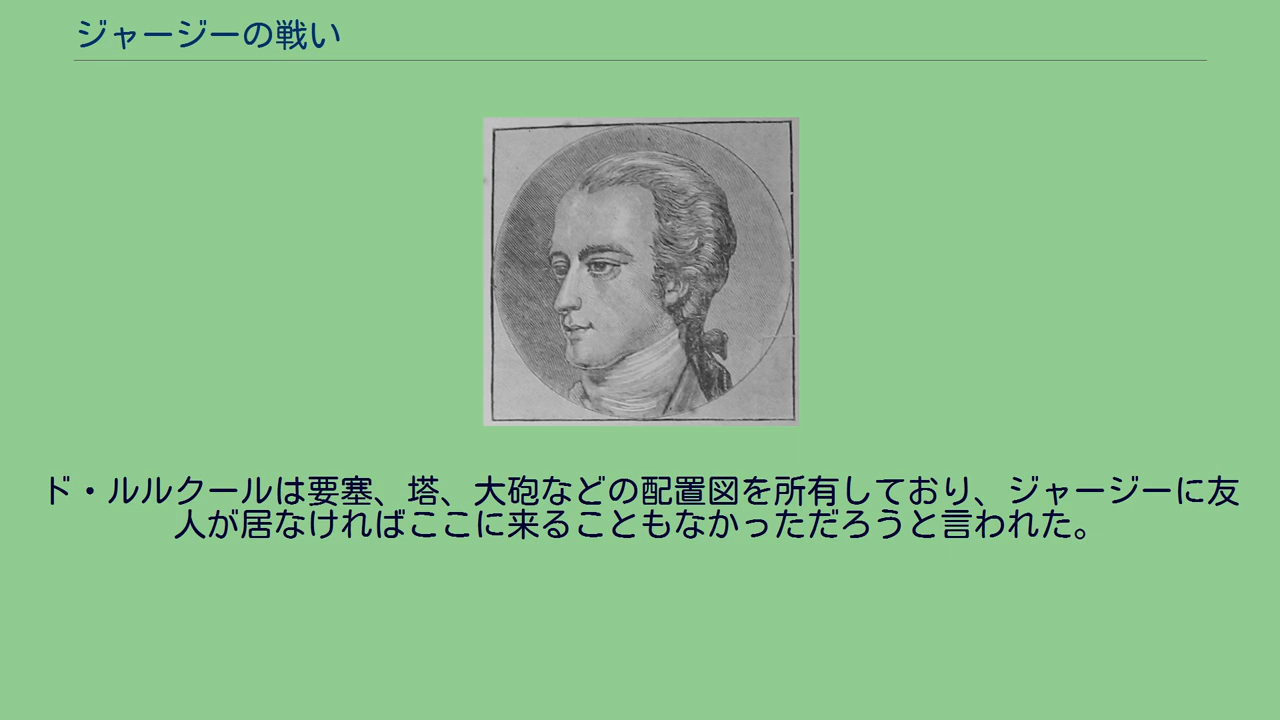 ジャージーの戦い
ド・ルルクールは要塞、塔、大砲などの配置図を所有しており、ジャージーに友
人が居なければここに来ることもなかっただろうと言われた。